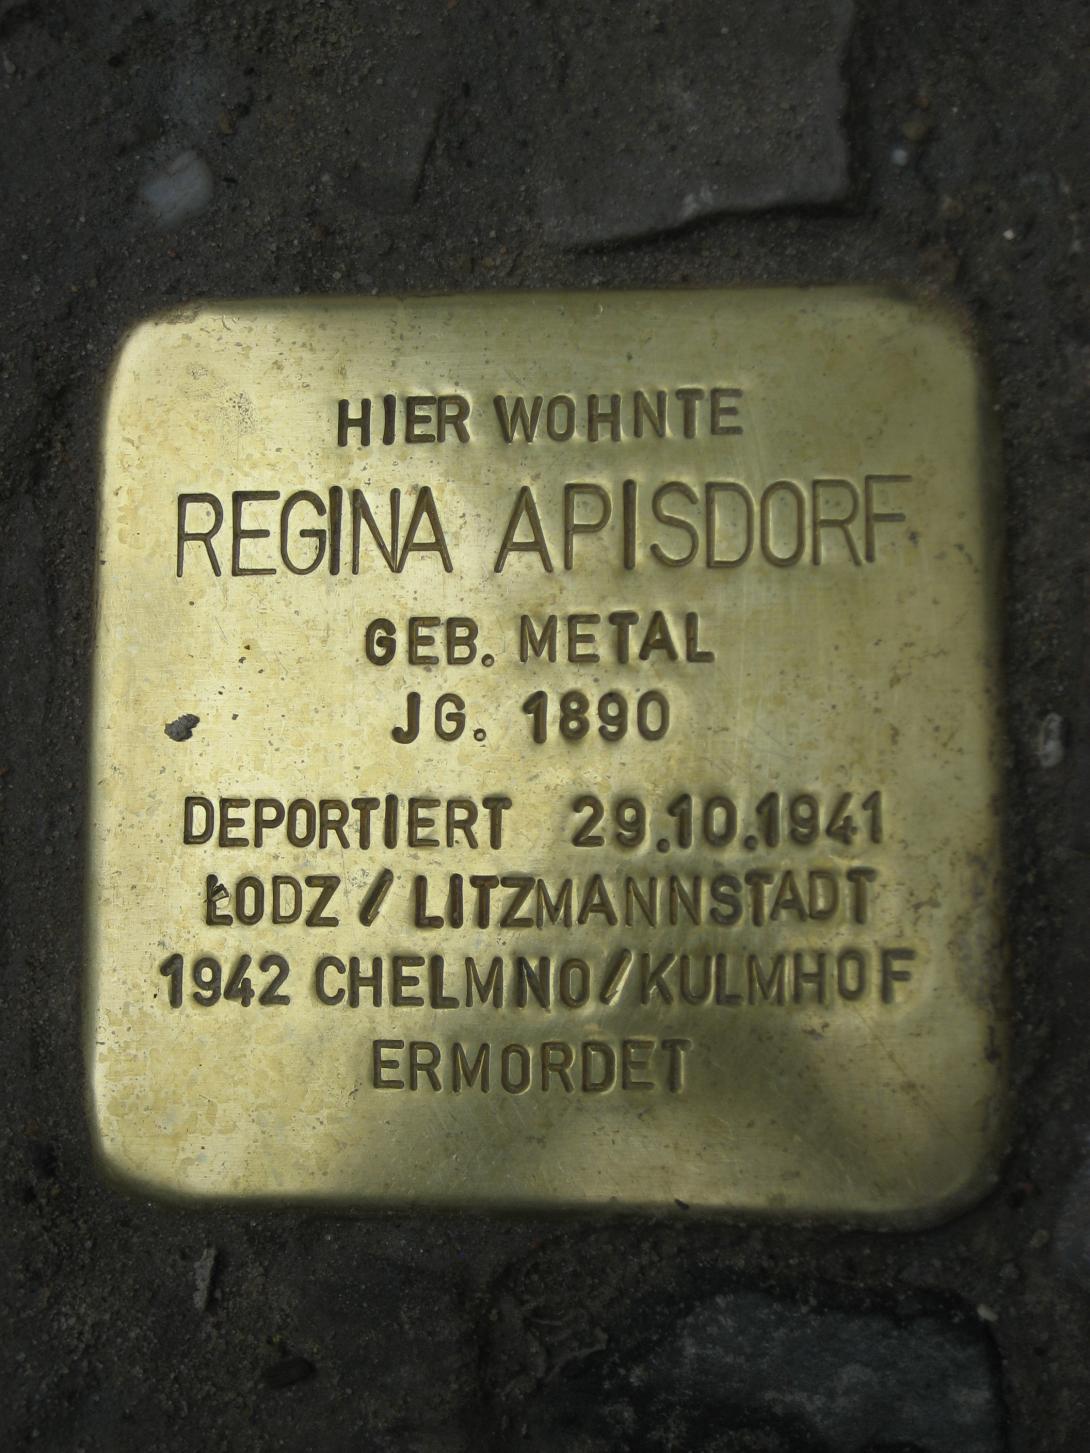 HIER WOHNTE
REGINA APISDORF
GEB. METAL
JG. 1890
DEPORTIERT 29.10.1941
ŁODZ / LITZMANNSTADT
1942 CHELMNO/KULMHOF
ERMORDET